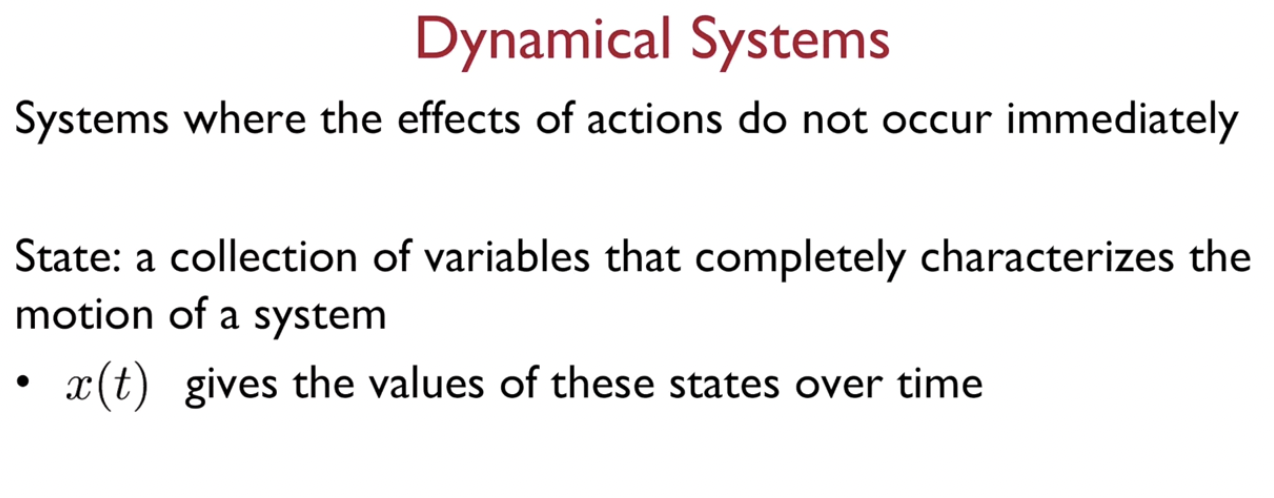 Dynamical Systems
Systems where the effects of actions do not occur immediately
State: a collection of variables that completely characterizes the
motion of a system
• x(t) gives the values of these states over time